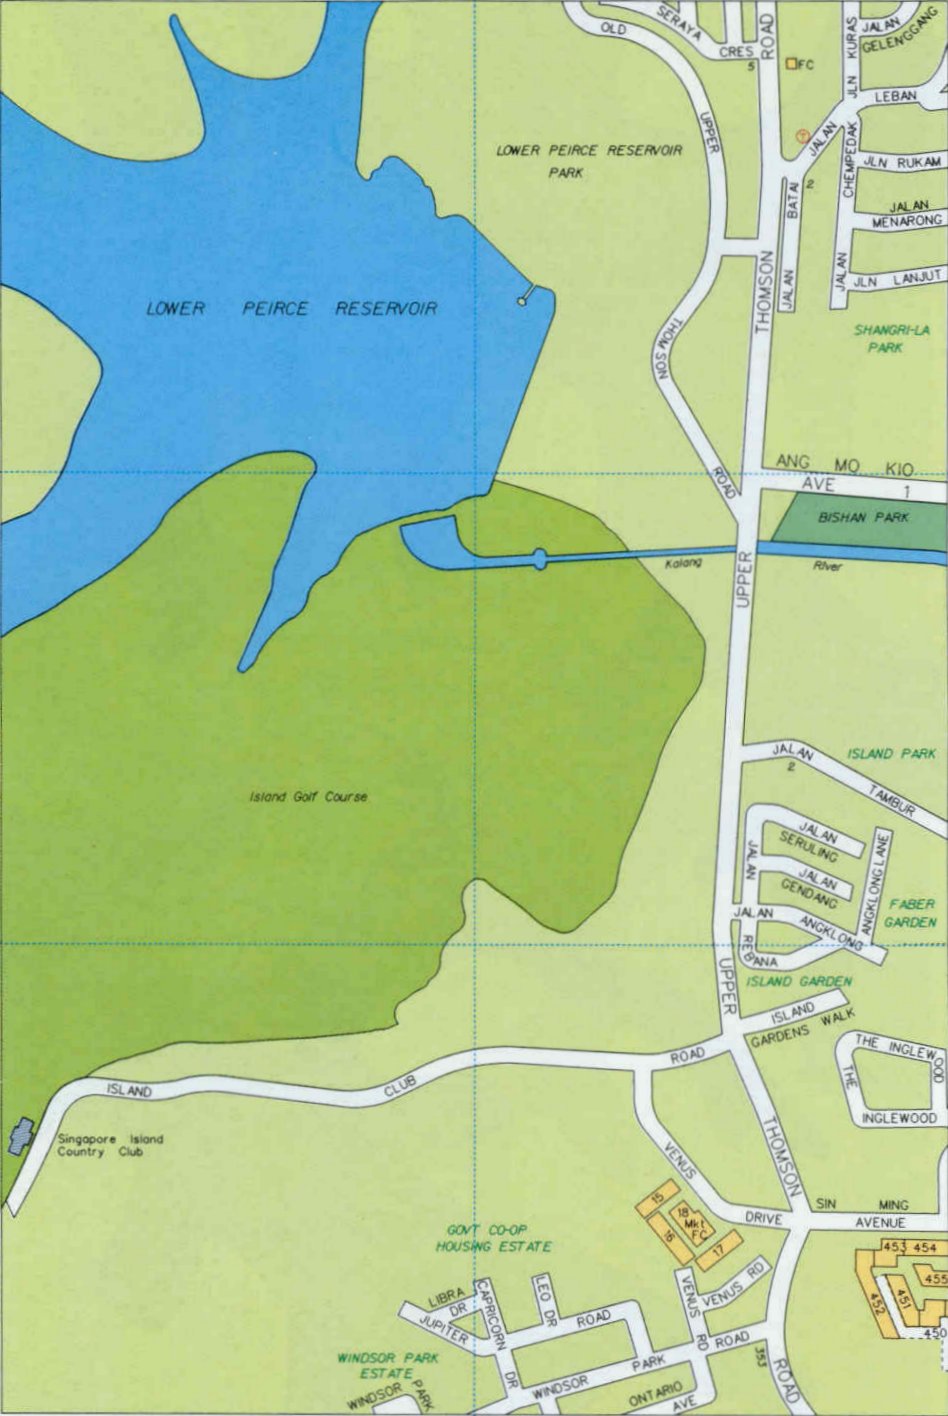 SERAYA
CRES
5
OLD
UPPER
THOMSON
ROAD
ROAD
FC
JLN KURAS
JALAN
GELENGGANG
LEBAN
JALAN
CHEMPEDAK
JALAN
JLN RUKAM
JALAN
MENARONG
JLN LANJUT
2
BATAI
JALAN
THOMSON
LOWER PEIRCE RESERVOIR
PARK
LOWER PEIRCE RESERVOIR
SHANGRI-LA
PARK
ANG MO KIO
AVE 1
BISHAN PARK
Kalang
River
UPPER
JALAN
2
TAMBUR
ISLAND PARK
Island Golf Course
JALAN
SERULING
JALAN
GENDANG
JALAN
REBANA
JALAN
ANGKLONG
ANGKLONG LANE
FABER
GARDEN
UPPER
ISLAND GARDEN
ISLAND
GARDENS WALK
THE INGLEWOOD
THE
INGLEWOOD
ISLAND
CLUB
ROAD
Singapore Island
Country Club
THOMSON
VENUS
DRIVE
SIN MING
AVENUE
15
16
18
Mkt
FC
17
453 454
455
452
451
450
GOVT CO-OP
HOUSING ESTATE
VENUS RD
VENUS
RD
LIBRA
DR
JUPITER
CAPRICORN
DR
LEO DR
ROAD
WINDSOR PARK
ROAD
353
ROAD
WINDSOR PARK
ESTATE
WINDSOR PARK
ONTARIO
AVE